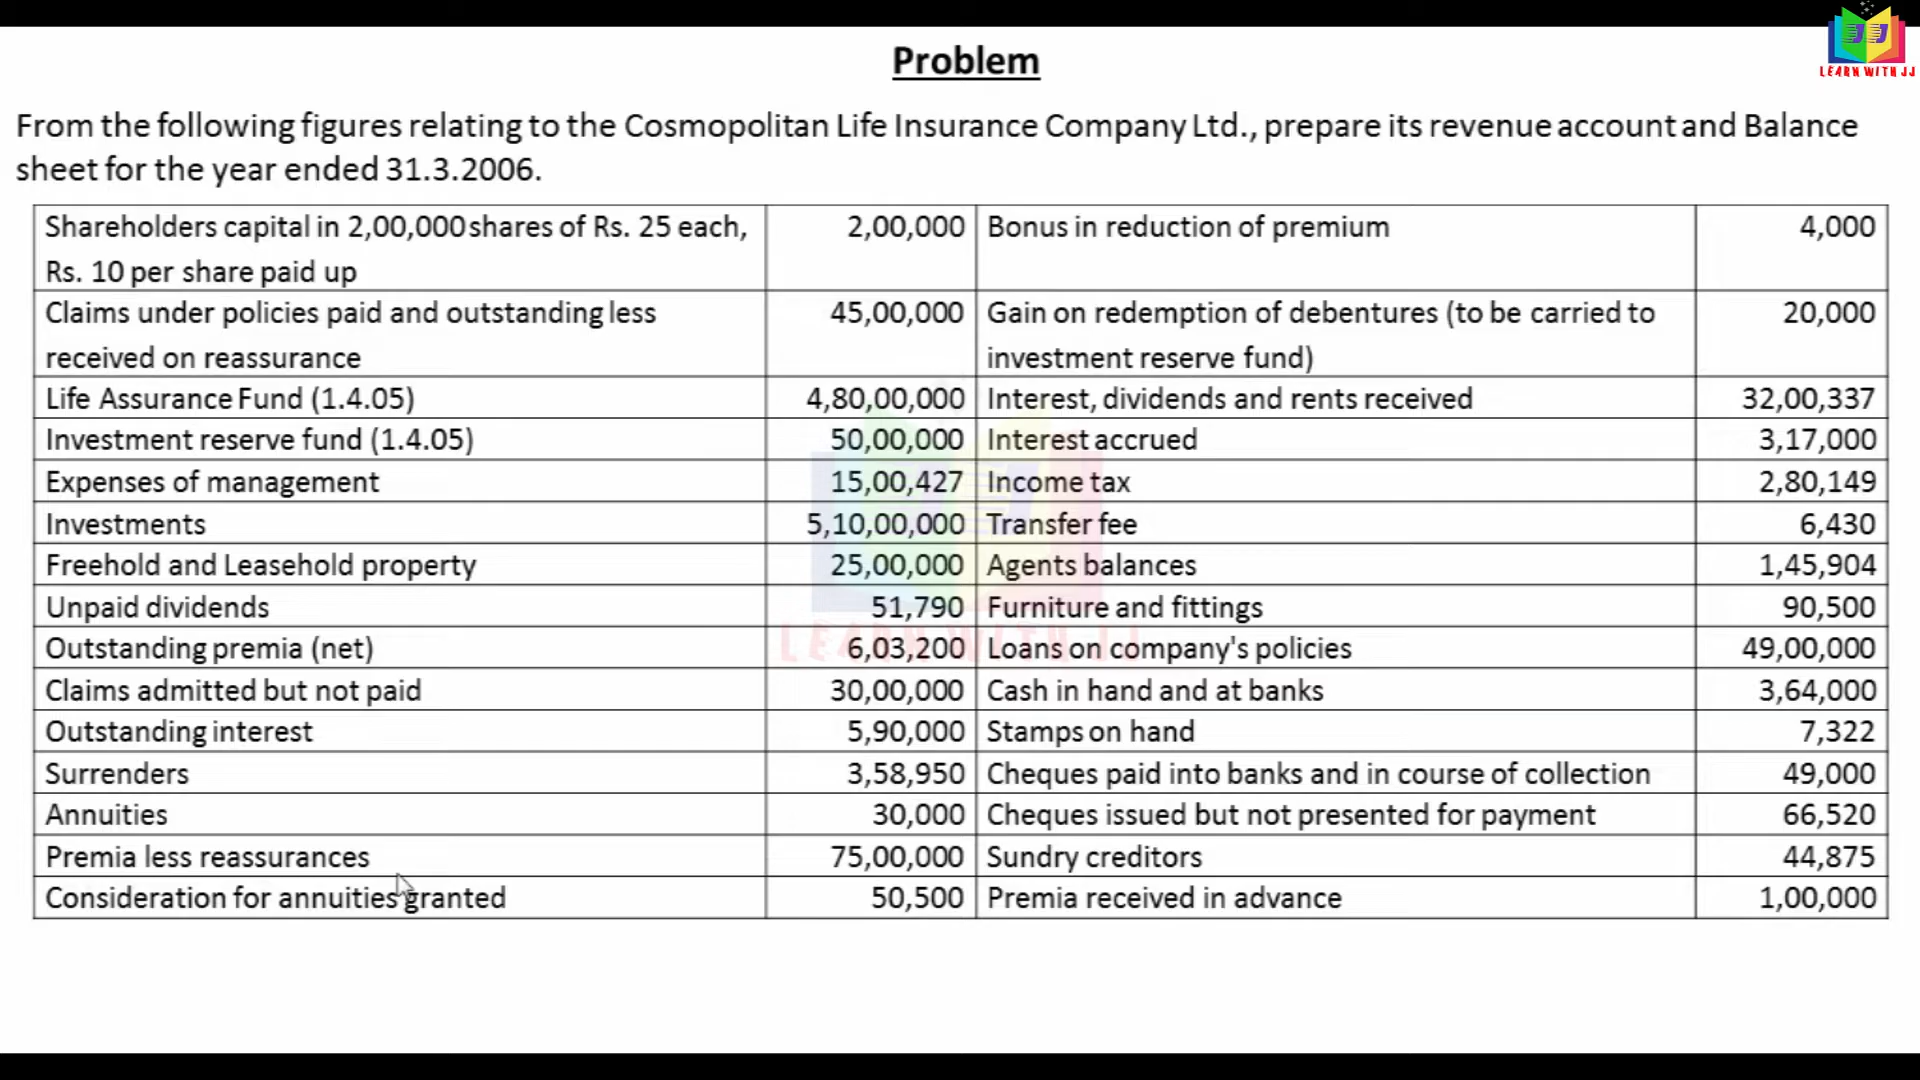 LEARN WITH JJ
Problem
From the following figures relating to the Cosmopolitan Life Insurance Company Ltd., prepare its revenue account and Balance
sheet for the year ended 31.3.2006.
Shareholders capital in 2,00,000 shares of Rs. 25 each, 2,00,000 Bonus in reduction of premium 4,000
Rs. 10 per share paid up
Claims under policies paid and outstanding less 45,00,000 Gain on redemption of debentures (to be carried to 20,000
received on reassurance investment reserve fund)
Life Assurance Fund (1.4.05) 4,80,00,000 Interest, dividends and rents received 32,00,337
Investment reserve fund (1.4.05) 50,00,000 Interest accrued 3,17,000
Expenses of management 15,00,427 Income tax 2,80,149
Investments 5,10,00,000 Transfer fee 6,430
Freehold and Leasehold property 25,00,000 Agents balances 1,45,904
Unpaid dividends 51,790 Furniture and fittings 90,500
Outstanding premia (net) 6,03,200 Loans on company's policies 49,00,000
LEARN WITH JJ
Claims admitted but not paid 30,00,000 Cash in hand and at banks 3,64,000
Outstanding interest 5,90,000 Stamps on hand 7,322
Surrenders 3,58,950 Cheques paid into banks and in course of collection 49,000
Annuities 30,000 Cheques issued but not presented for payment 66,520
Premia less reassurances 75,00,000 Sundry creditors 44,875
Consideration for annuities granted 50,500 Premia received in advance 1,00,000